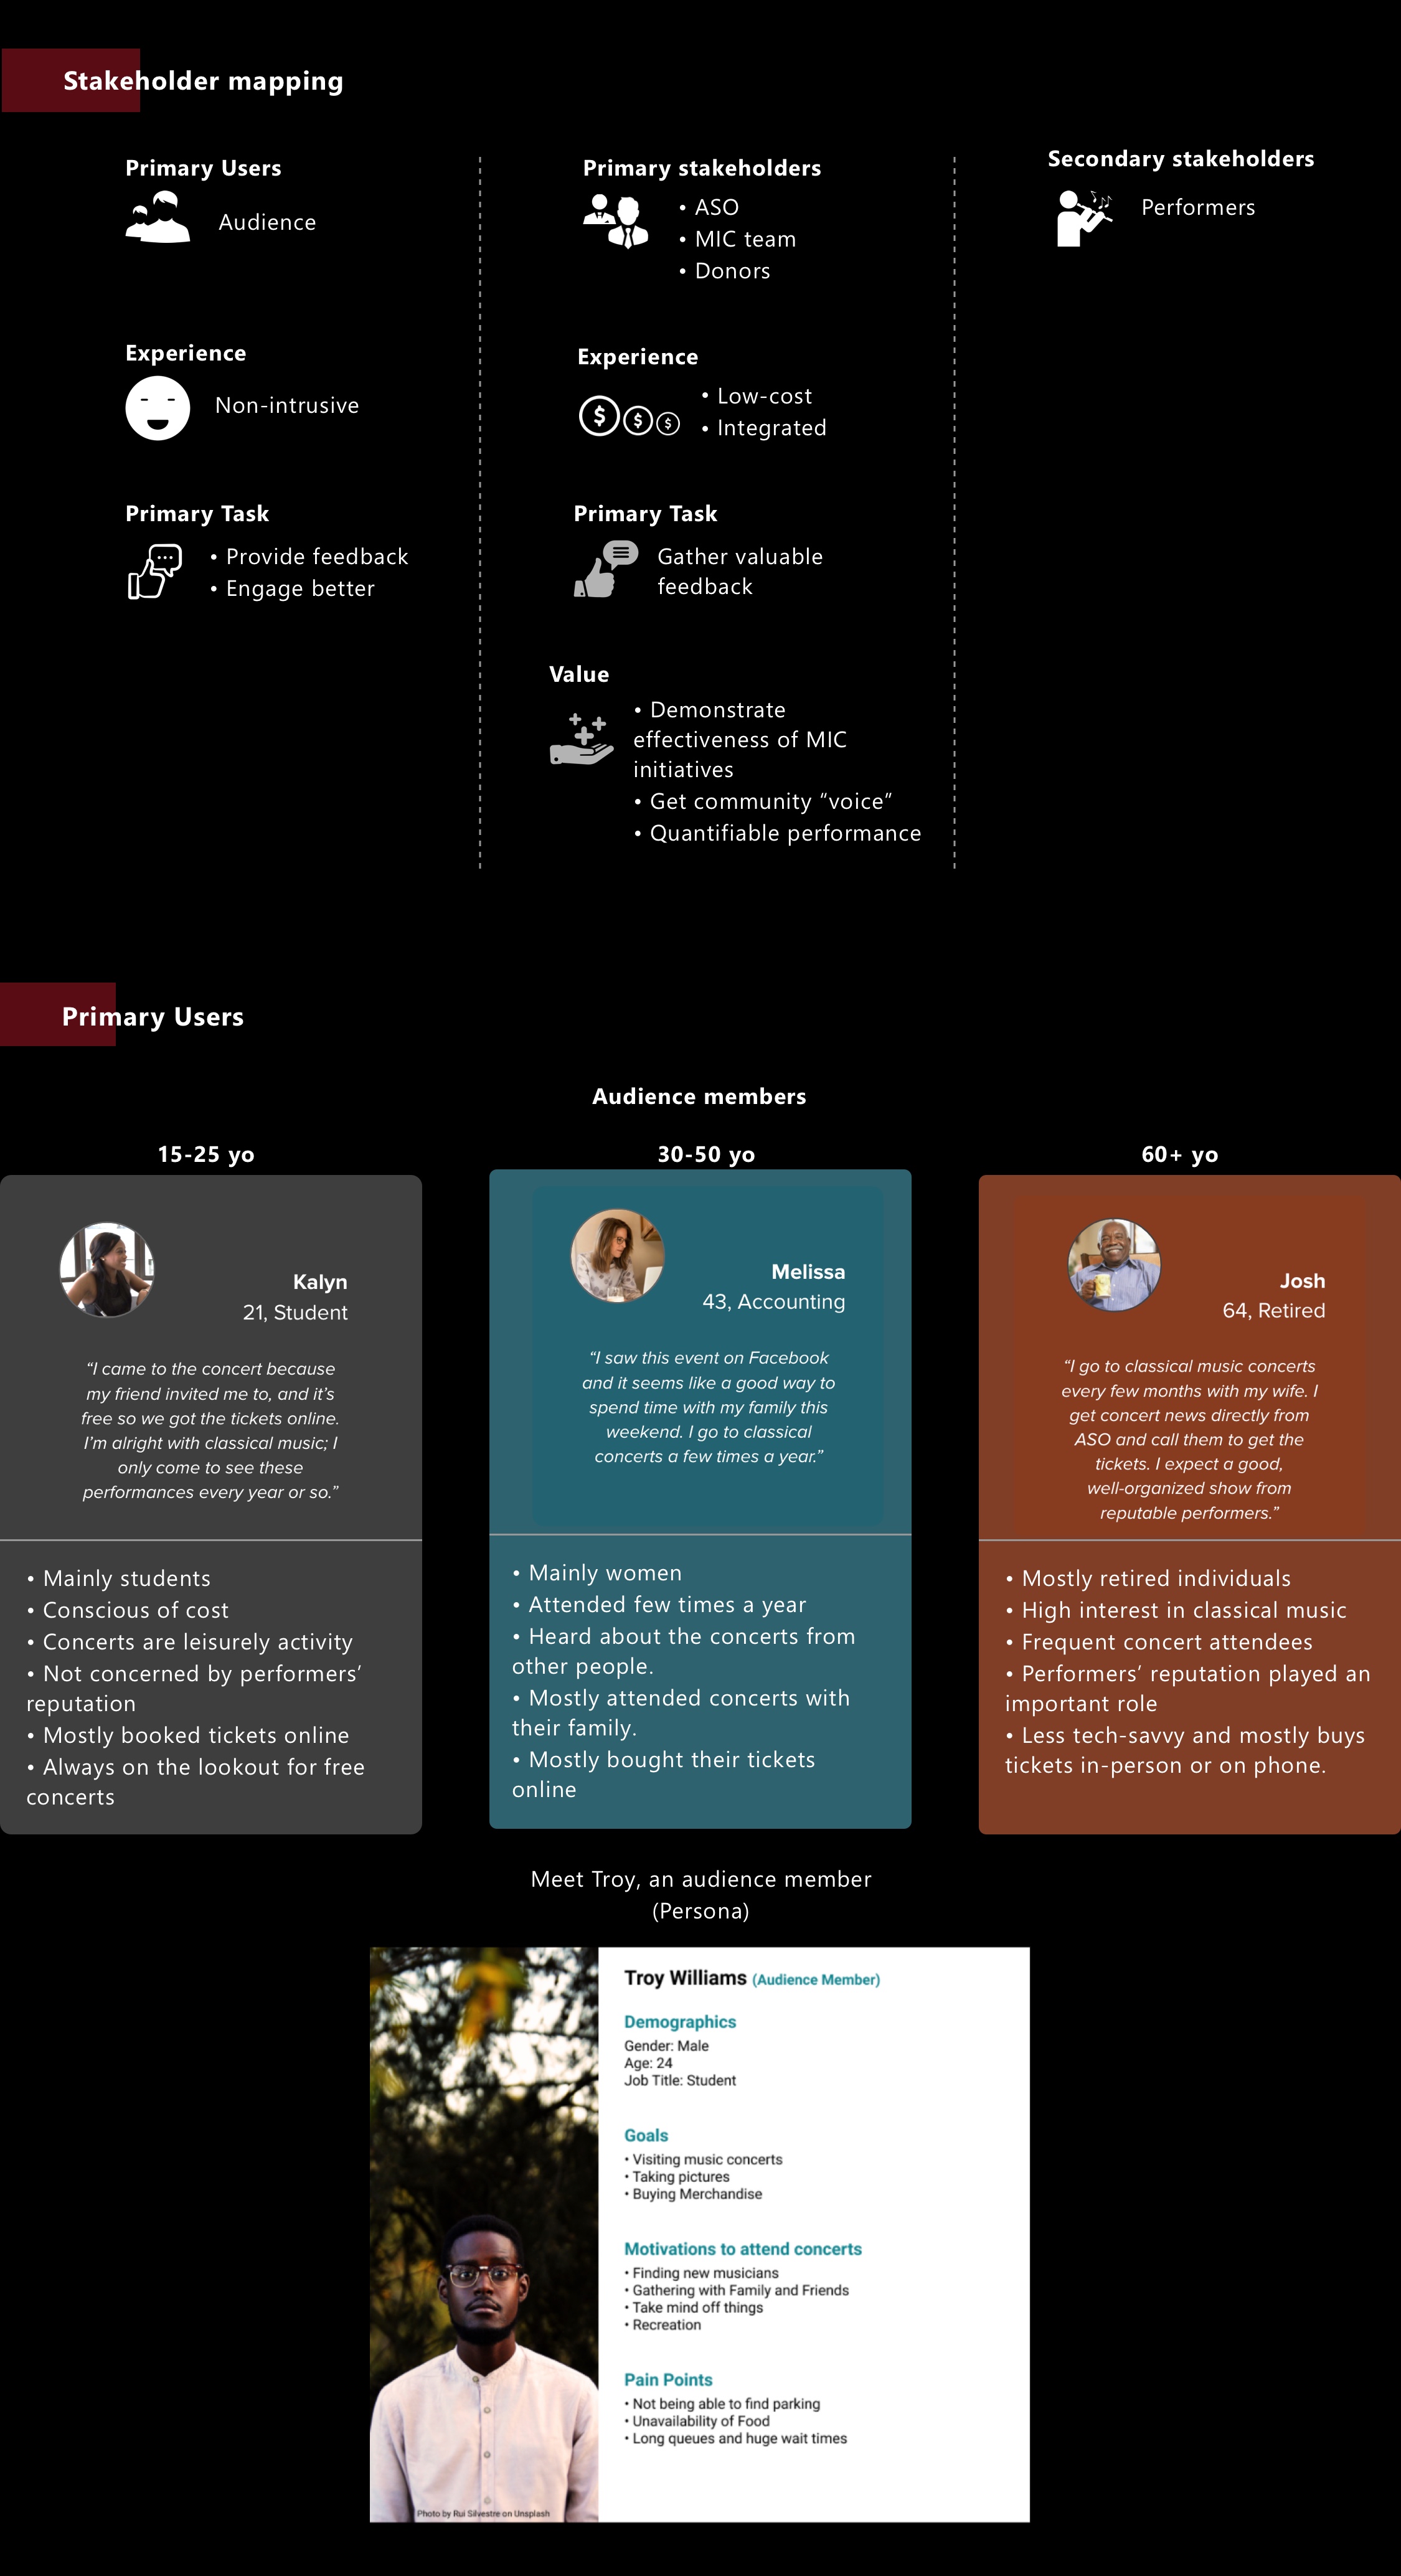 Stakeholder mapping
Primary Users
Audience
Experience
Non-intrusive
Primary Task
• Provide feedback
• Engage better
Primary stakeholders
• ASO
• MIC team
• Donors
Experience
• Low-cost
• Integrated
Primary Task
Gather valuable
feedback
Value
• Demonstrate
effectiveness of MIC
initiatives
• Get community “voice”
• Quantifiable performance
Secondary stakeholders
Performers
Primary Users
Audience members
15-25 yo
Kalyn
21, Student
“I came to the concert because
my friend invited me to, and it’s
free so we got the tickets online.
I’m alright with classical music; I
only come to see these
performances every year or so.”
• Mainly students
• Conscious of cost
• Concerts are leisurely activity
• Not concerned by performers’
reputation
• Mostly booked tickets online
• Always on the lookout for free
concerts
30-50 yo
Melissa
43, Accounting
“I saw this event on Facebook
and it seems like a good way to
spend time with my family this
weekend. I go to classical
concerts a few times a year.”
• Mainly women
• Attended few times a year
• Heard about the concerts from
other people.
• Mostly attended concerts with
their family.
• Mostly bought their tickets
online
60+ yo
Josh
64, Retired
“I go to classical music concerts
every few months with my wife. I
get concert news directly from
ASO and call them to get the
tickets. I expect a good,
well-organized show from
reputable performers.”
• Mostly retired individuals
• High interest in classical music
• Frequent concert attendees
• Performers’ reputation played an
important role
• Less tech-savvy and mostly buys
tickets in-person or on phone.
Meet Troy, an audience member
(Persona)
Troy Williams (Audience Member)
Demographics
Gender: Male
Age: 24
Job Title: Student
Goals
• Visiting music concerts
• Taking pictures
• Buying Merchandise
Motivations to attend concerts
• Finding new musicians
• Gathering with Family and Friends
• Take mind off things
• Recreation
Pain Points
• Not being able to find parking
• Unavailability of Food
• Long queues and huge wait times
Photo by Rui Silvestre on Unsplash